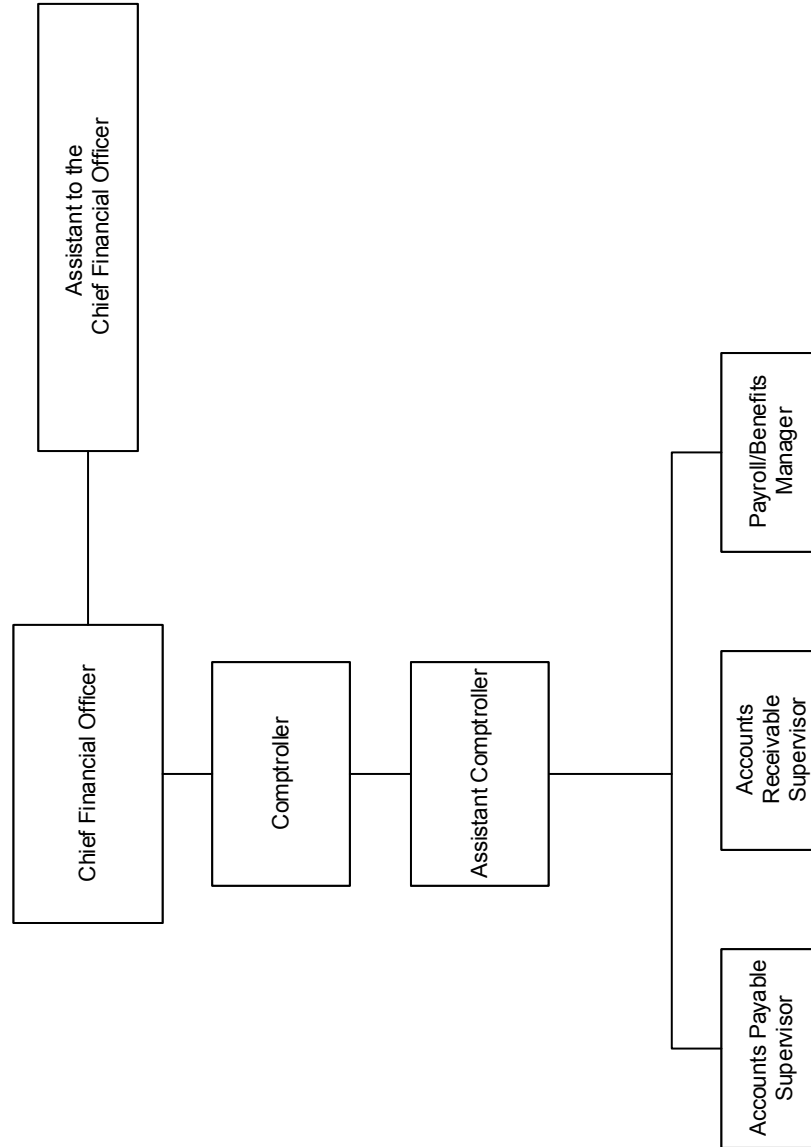 Assistant to the
Chief Financial Officer
Chief Financial Officer
Comptroller
Assistant Comptroller
Accounts Payable
Supervisor
Accounts
Receivable
Supervisor
Payroll/Benefits
Manager